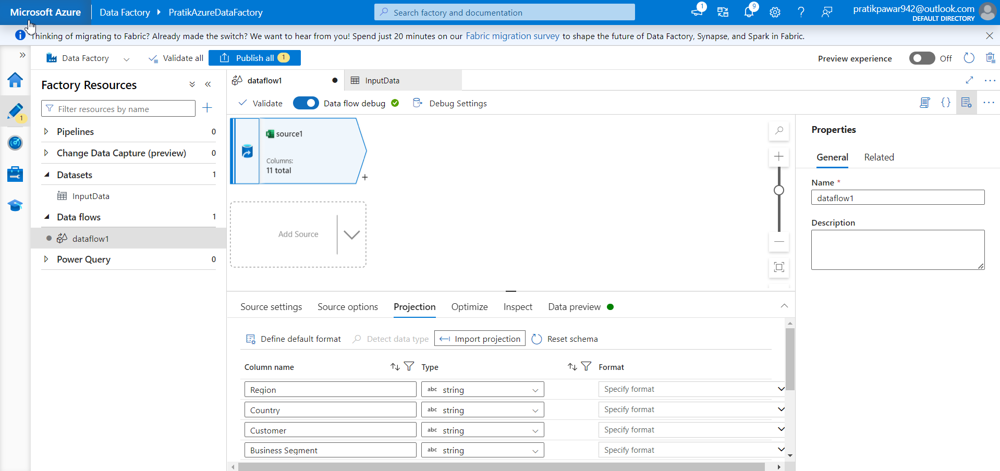 Microsoft Azure
Data Factory
PratikAzureDataFactory
Search factory and documentation
1
9
pratikpawar942@outlook.com
DEFAULT DIRECTORY
Thinking of migrating to Fabric? Already made the switch? We want to hear from you! Spend just 20 minutes on our Fabric migration survey to shape the future of Data Factory, Synapse, and Spark in Fabric.
Data Factory
Validate all
Publish all
1
Preview experience
Off
Factory Resources
dataflow1
InputData
Filter resources by name
Validate
Data flow debug
Debug Settings
1
Pipelines
0
Change Data Capture (preview)
0
Datasets
1
InputData
Data flows
1
dataflow1
Power Query
0
source1
Columns:
11 total
Add Source
Properties
General
Related
Name *
dataflow1
Description
Source settings
Source options
Projection
Optimize
Inspect
Data preview
Define default format
Detect data type
Import projection
Reset schema
Column name
Type
Format
Region
abc string
Specify format
Country
abc string
Specify format
Customer
abc string
Specify format
Business Segment
abc string
Specify format